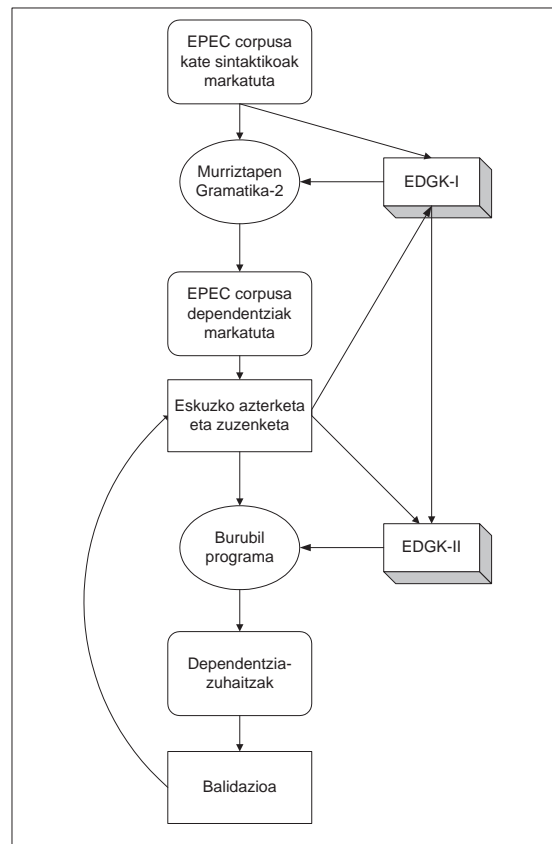 EPEC corpusa
kate sintaktikoak
markatuta
Murriztapen
Gramatika-2
EDGK-I
EPEC corpusa
dependentziak
markatuta
Eskuzko azterketa
eta zuzenketa
Burubil
programa
EDGK-II
Dependentzia-
zuhaitzak
Balidazioa